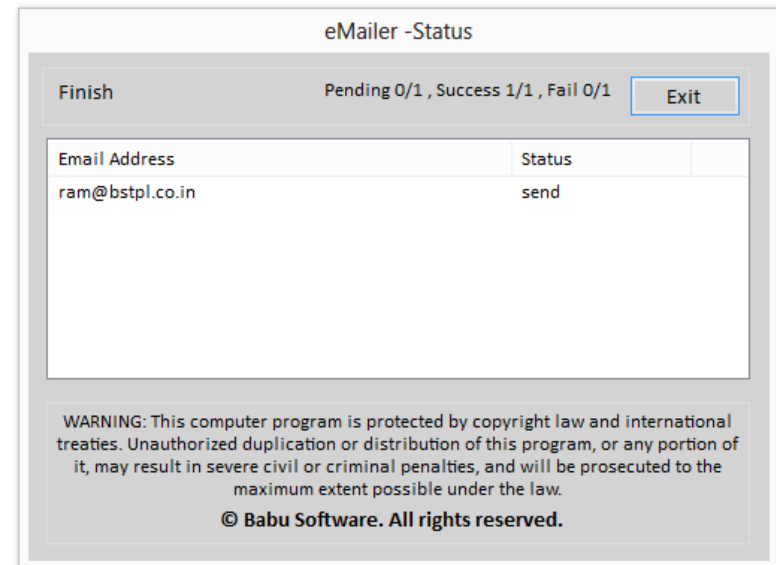 eMailer -Status
Finish Pending 0/1 , Success 1/1 , Fail 0/1 Exit
Email Address Status
ram@bstpl.co.in send
WARNING: This computer program is protected by copyright law and international
treaties. Unauthorized duplication or distribution of this program, or any portion of
it, may result in severe civil or criminal penalties, and will be prosecuted to the
maximum extent possible under the law.
© Babu Software. All rights reserved.